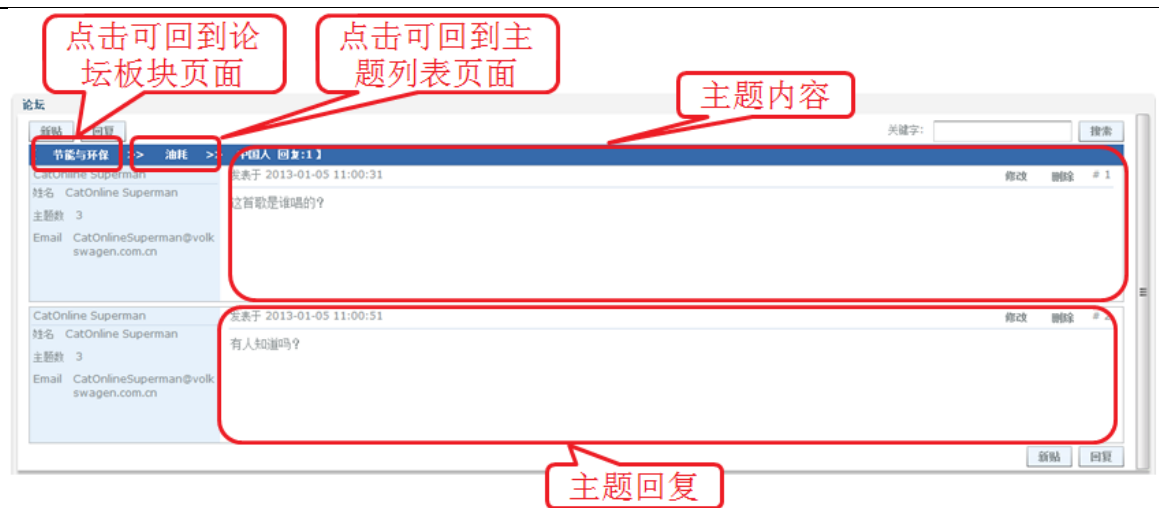 点击可回到论
坛板块页面
点击可回到主
题列表页面
主题内容
论坛
新贴 回复
关键字: 搜索
节能与环保 >> 油耗 >> 中国人 回复:1 】
CatOnline Superman
发表于 2013-01-05 11:00:31
修改 删除 # 1
姓名 CatOnline Superman
这首歌是谁唱的?
主题数 3
Email CatOnlineSuperman@volk
swagen.com.cn
CatOnline Superman
发表于 2013-01-05 11:00:51
修改 删除 # 2
姓名 CatOnline Superman
有人知道吗?
主题数 3
Email CatOnlineSuperman@volk
swagen.com.cn
新贴 回复
主题回复